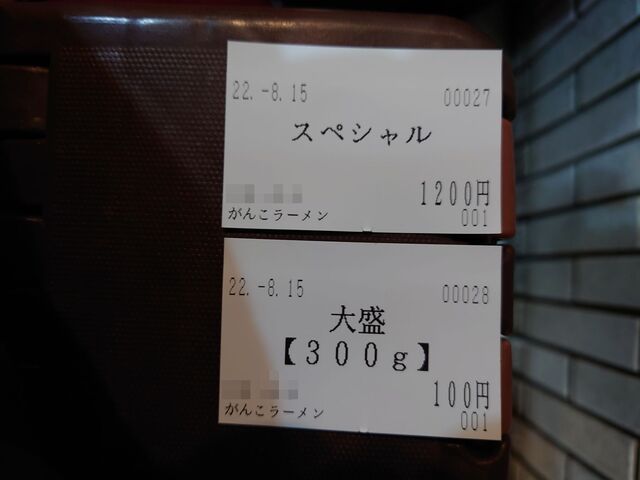 22.-8.15 00027
スペシャル
1200円
がんこラーメン 001
22.-8.15 00028
大盛
【300g】
100円
がんこラーメン 001